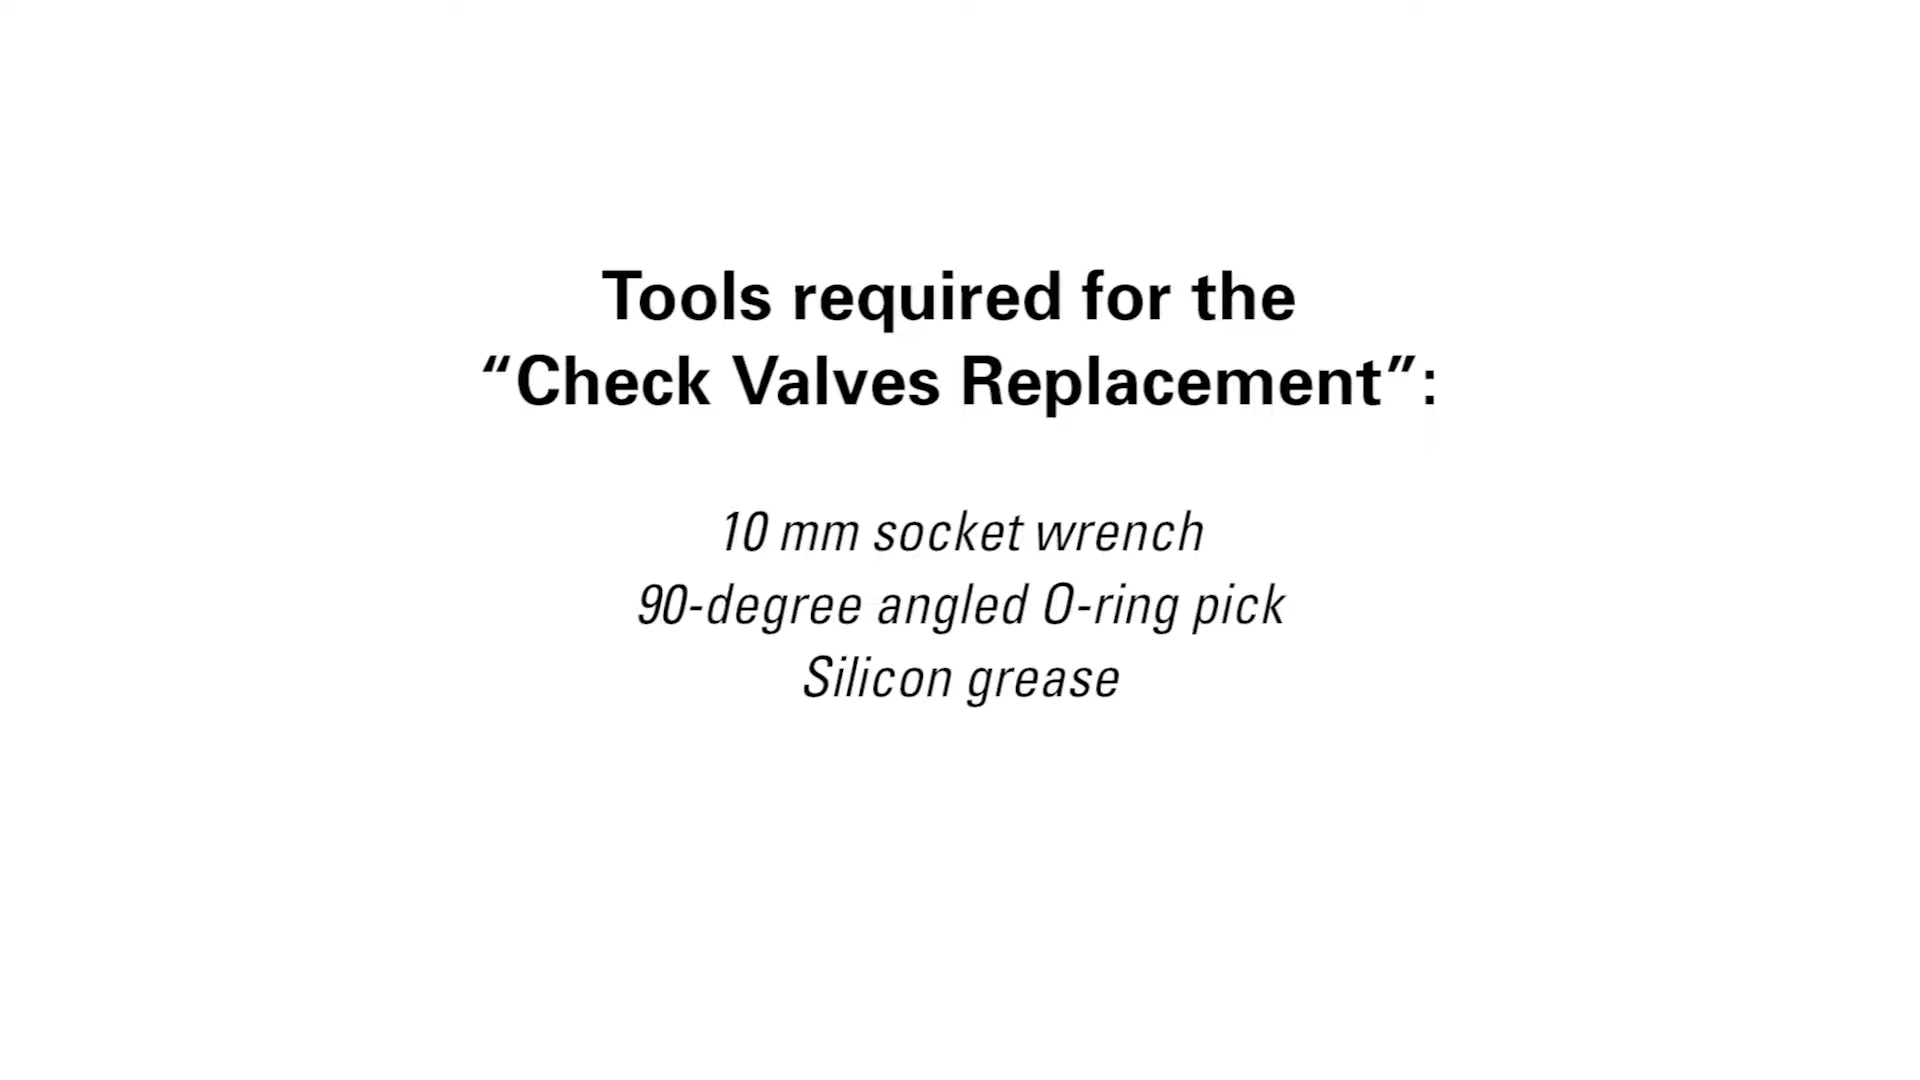 Tools required for the
“Check Valves Replacement”:
10 mm socket wrench
90-degree angled O-ring pick
Silicon grease